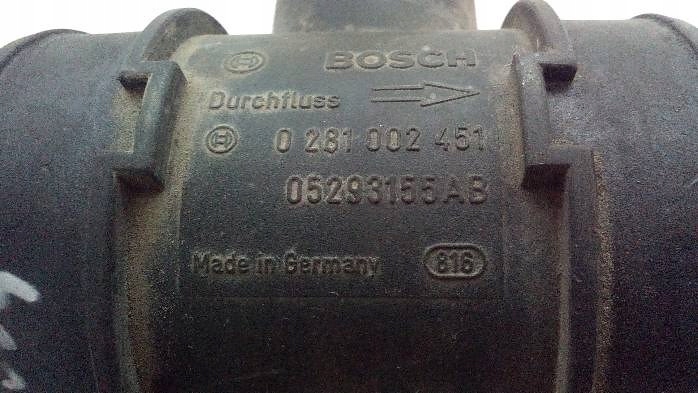 BOSCH
Durchfluss
0 281 002 451
05293155AB
Made in Germany 816